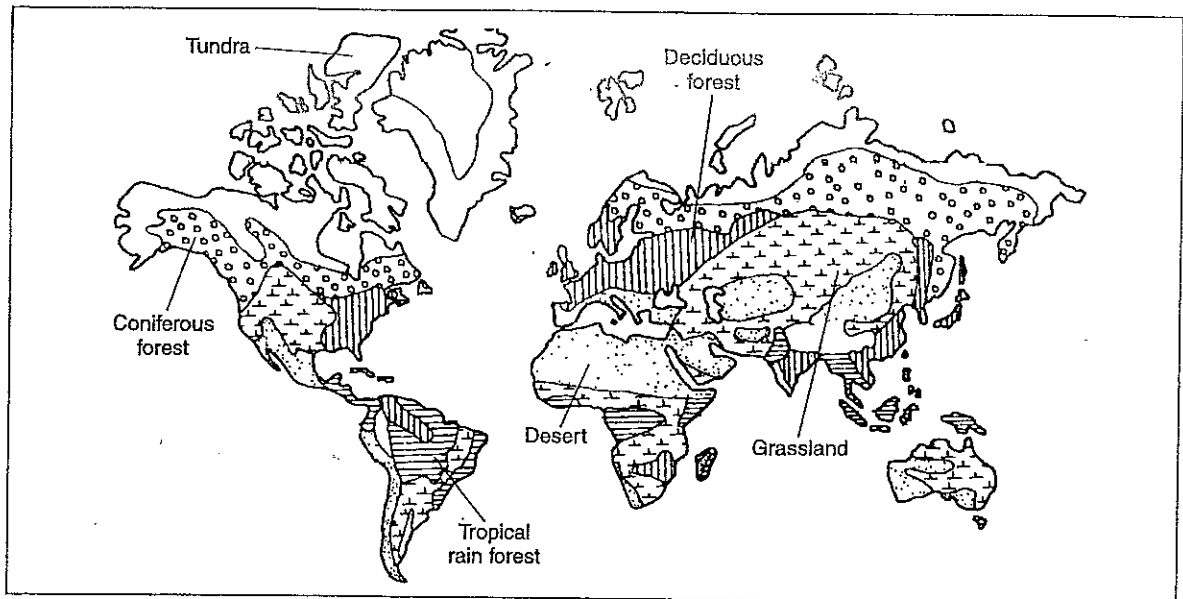 Tundra
Deciduous
forest
Coniferous
forest
Desert
Grassland
Tropical
rain forest